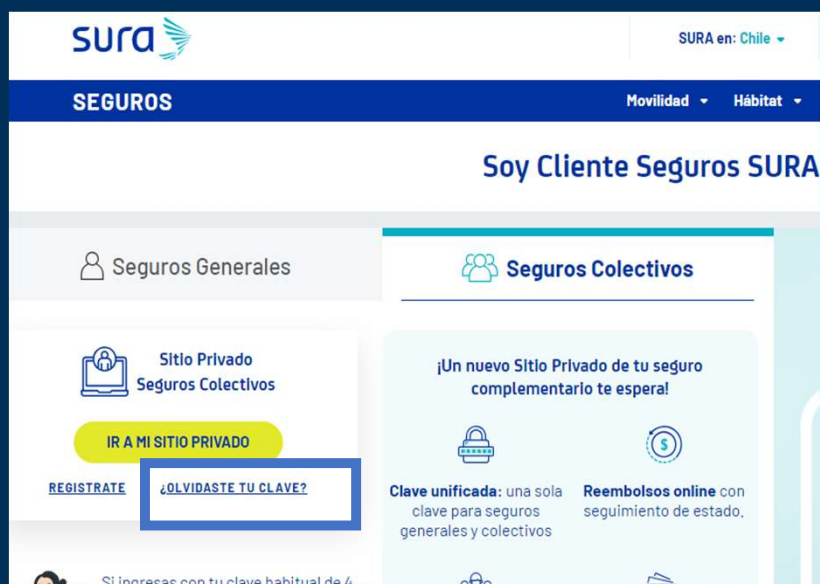 sura
SURA en: Chile
SEGUROS
Movilidad
Hábitat
Soy Cliente Seguros SURA
Seguros Generales
Seguros Colectivos
Sitio Privado
Seguros Colectivos
IR A MI SITIO PRIVADO
REGISTRATE
¿OLVIDASTE TU CLAVE?
¡Un nuevo Sitio Privado de tu seguro
complementario te espera!
$
Clave unificada: una sola
clave para seguros
generales y colectivos
Reembolsos online con
seguimiento de estado.
Si ingresas con tu clave habitual de 4